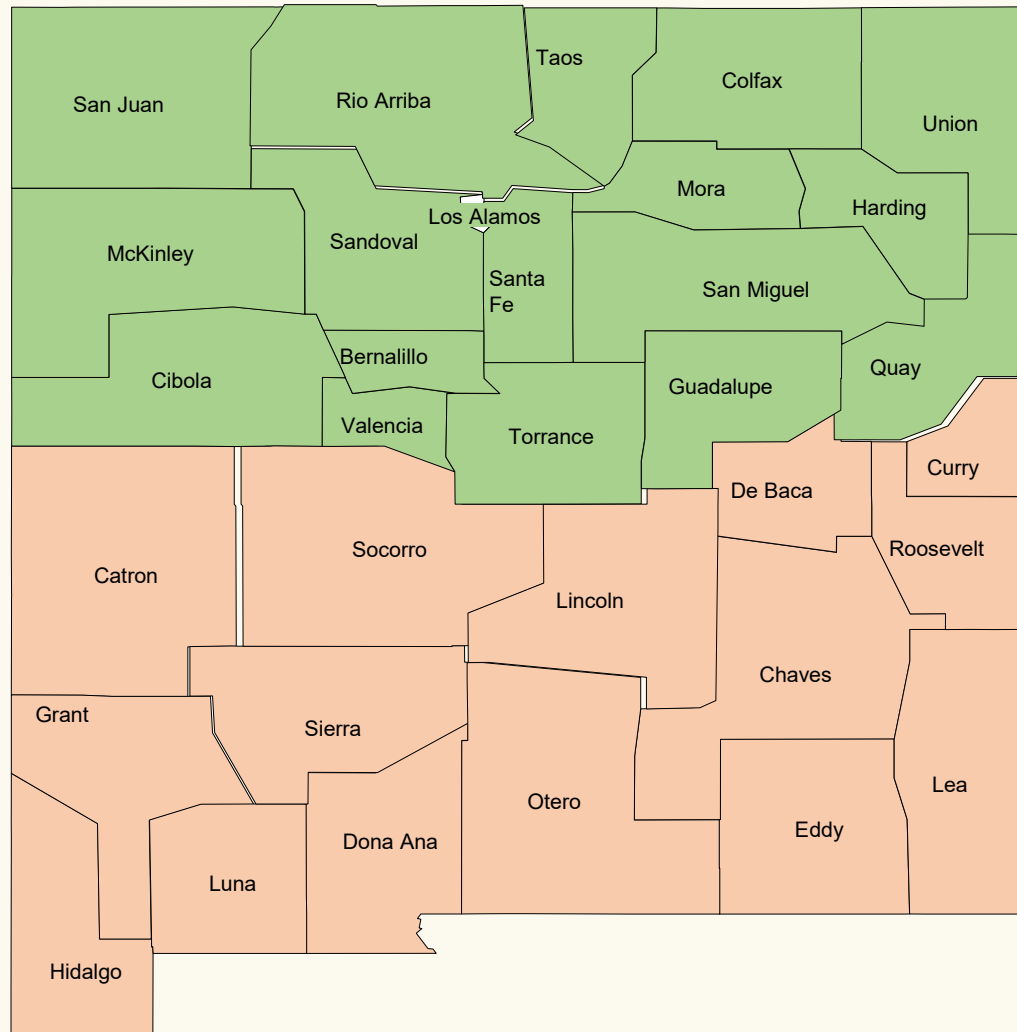 Taos
Colfax
San Juan
Rio Arriba
Union
Mora
Harding
Los Alamos
Sandoval
McKinley
Santa
Fe
San Miguel
Bernalillo
Quay
Cibola
Guadalupe
Valencia
Torrance
Curry
De Baca
Socorro
Roosevelt
Catron
Lincoln
Chaves
Grant
Sierra
Lea
Otero
Eddy
Dona Ana
Luna
Hidalgo